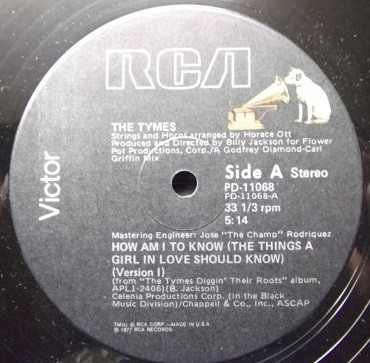 RCA
Victor
THE TYMES
Strings and Horns arranged by Horace Ott
Produced and Directed by Billy Jackson for Flower
Pot Productions, Corp./A Godfrey Diamond-Carl
Griffin Mix
Side A Stereo
PD-11068
PD-11068-A
33 1/3 rpm
5:14
Mastering Engineer: Jose "The Champ" Rodriquez
HOW AM I TO KNOW (THE THINGS A
GIRL IN LOVE SHOULD KNOW)
(Version I)
(from "The Tymes Diggin' Their Roots" album,
APL1-2406)(B. Jackson)
Celenia Productions Corp. (In the Black
Music Division)/Chappell & Co., Inc., ASCAP
TM(s) ® RCA CORP —MADE IN U.S.A.
℗ 1977 RCA RECORDS